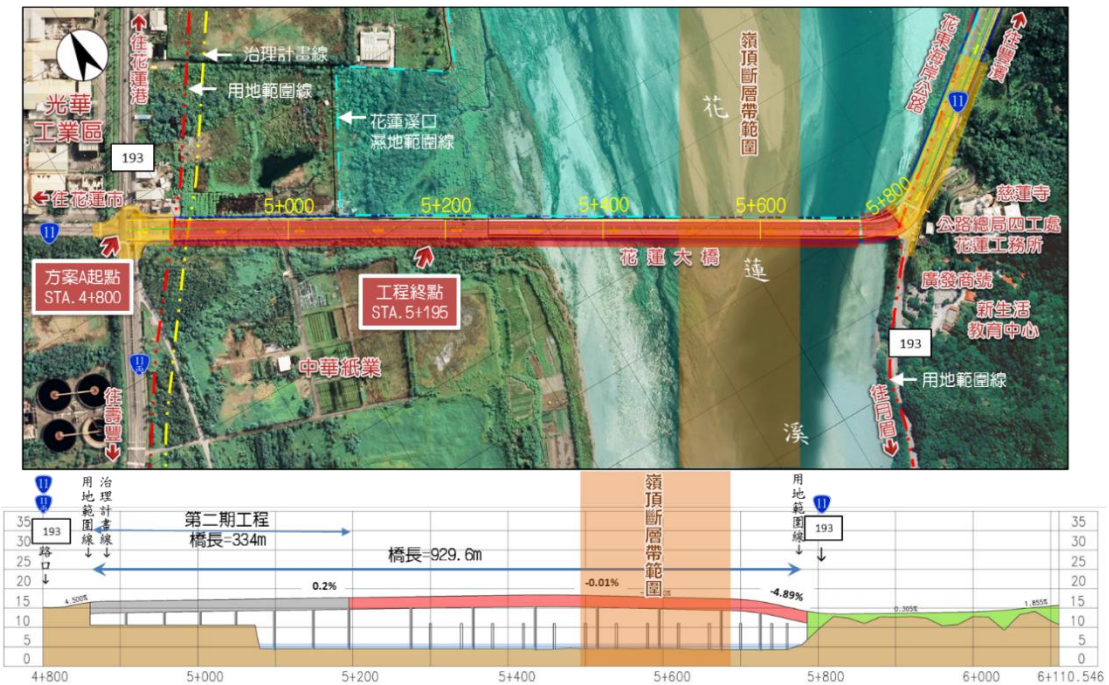 往花蓮港
治理計畫線
用地範圍線
光華
工業區
193
往花蓮市
11
花蓮溪口
濕地範圍線
花
蓮
溪
嶺頂斷層帶範圍
花東海岸公路
往豐濱
11
慈蓮寺
公路總局四工處
花蓮工務所
廣發商號
新生活
教育中心
5+000
5+200
5+400
5+600
5+800
花蓮大橋
方案A起點
STA.4+800
工程終點
STA.5+195
中華紙業
11
往壽豐
193
用地範圍線
往月眉
11
11
193
路口
用地範圍線
治理計畫線
第二期工程
橋長=334m
橋長=929.6m
嶺頂斷層帶範圍
用地範圍線
11
193
35
30
25
20
15
10
5
0
35
30
25
20
15
10
5
0
4.500%
0.2%
-0.01%
-4.89%
0.305%
1.855%
4+800
5+000
5+200
5+400
5+600
5+800
6+000
6+110.546